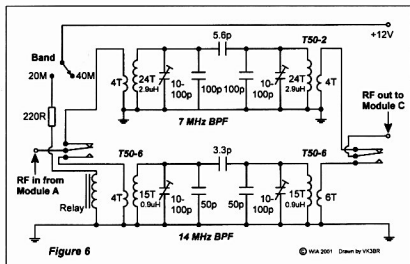 5.6p
T50-2
+12V
Band
20M
40M
4T
24T
2.9uH
10-
100p
100p
100p
10-
100p
24T
2.9uH
4T
220R
RF out to
Module C
7 MHz BPF
T50-6
3.3p
T50-6
RF in from
Module A
Relay
4T
15T
0.9uH
10-
100p
50p
50p
10-
100p
15T
0.9uH
6T
Figure 6
14 MHz BPF
© WIA 2001 Drawn by VK3BR